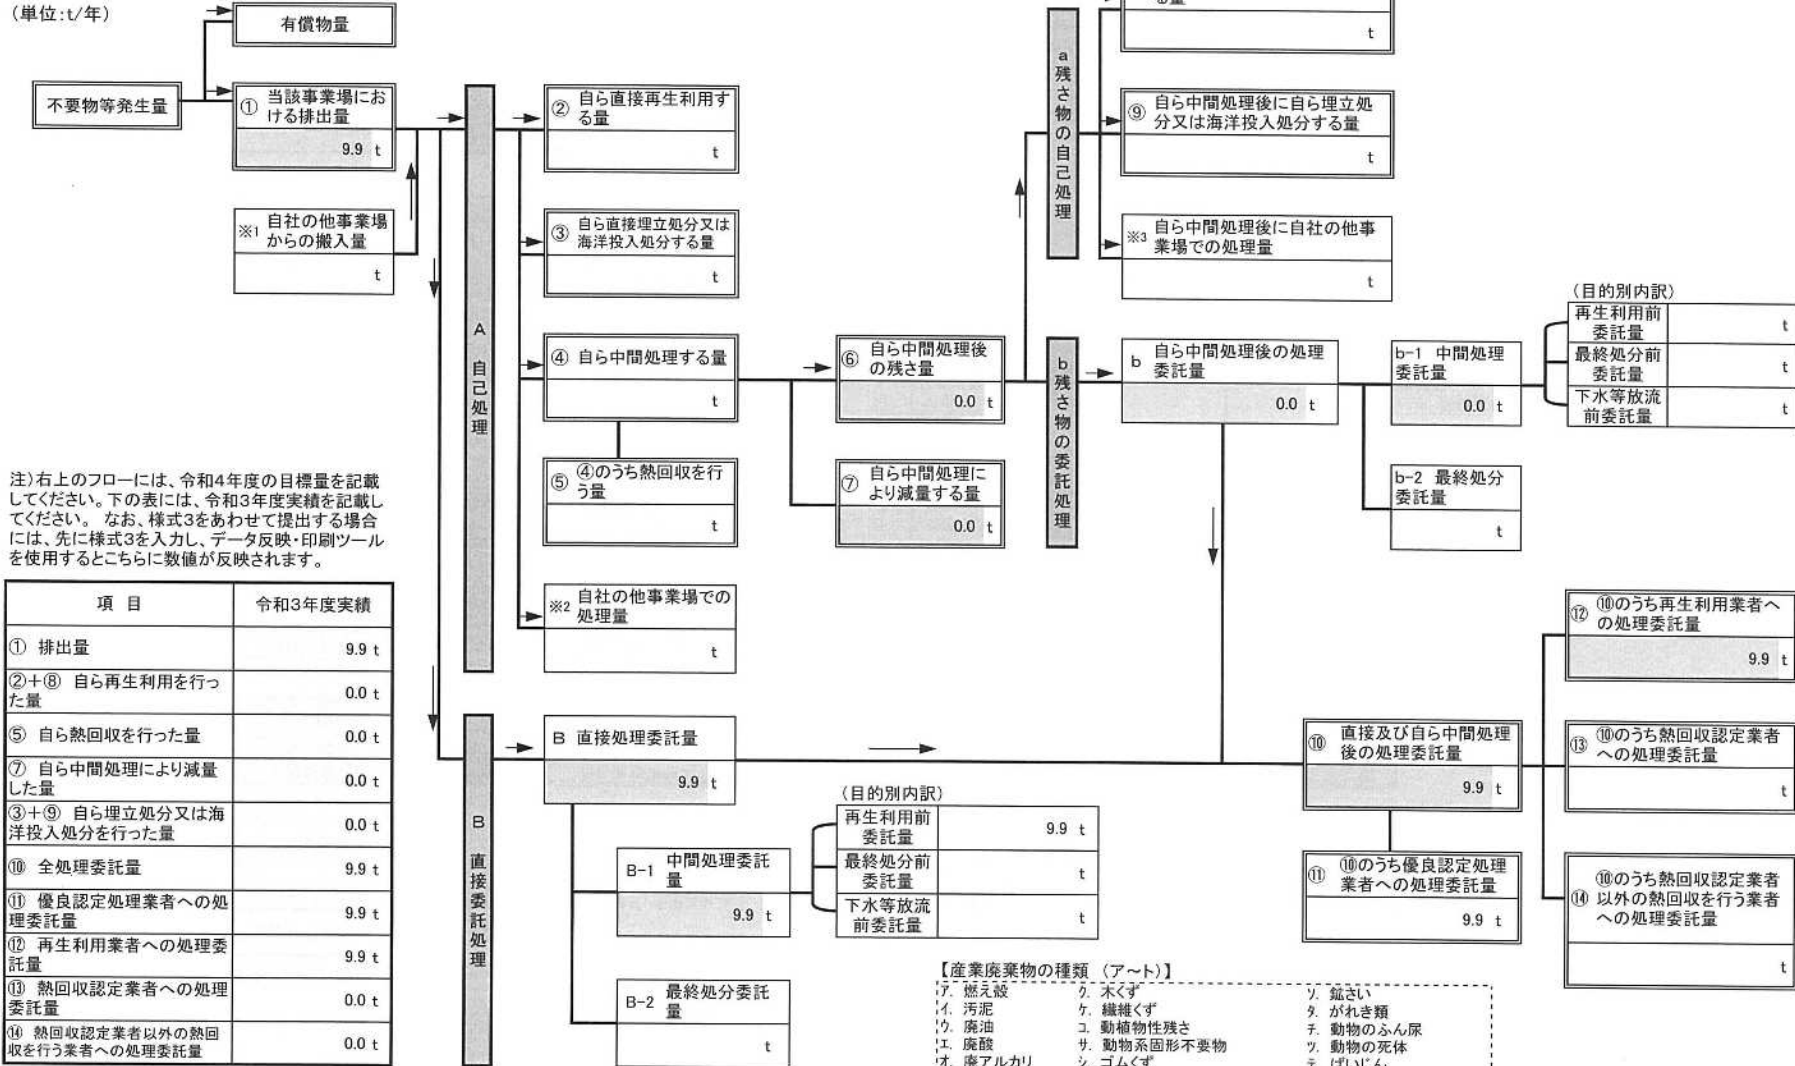 (単位:t/年)
有償物量
不要物等発生量
① 当該事業場にお
ける排出量
9.9 t
※1 自社の他事業場
からの搬入量
t
A 自己処理
② 自ら直接再生利用す
る量
t
③ 自ら直接埋立処分又は
海洋投入処分する量
t
④ 自ら中間処理する量
t
⑤ ④のうち熱回収を行
う量
t
※2 自社の他事業場での
処理量
t
⑥ 自ら中間処理後
の残さ量
0.0 t
⑦ 自ら中間処理に
より減量する量
0.0 t
a 残さ物の自己処理
る量
t
⑨ 自ら中間処理後に自ら埋立処
分又は海洋投入処分する量
t
※3 自ら中間処理後に自社の他事
業場での処理量
t
b 残さ物の委託処理
b 自ら中間処理後の処理
委託量
0.0 t
b-1 中間処理
委託量
0.0 t
b-2 最終処分
委託量
t
(目的別内訳)
再生利用前
委託量
t
最終処分前
委託量
t
下水等放流
前委託量
t
注)右上のフローには、令和4年度の目標量を記載
してください。下の表には、令和3年度実績を記載し
てください。 なお、様式3をあわせて提出する場合
には、先に様式3を入力し、データ反映・印刷ツール
を使用するとこちらに数値が反映されます。
項 目 令和3年度実績
① 排出量 9.9 t
②+⑧ 自ら再生利用を行っ
た量 0.0 t
⑤ 自ら熱回収を行った量 0.0 t
⑦ 自ら中間処理により減量
した量 0.0 t
③+⑨ 自ら埋立処分又は海
洋投入処分を行った量 0.0 t
⑩ 全処理委託量 9.9 t
⑪ 優良認定処理業者への処
理委託量 9.9 t
⑫ 再生利用業者への処理委
託量 9.9 t
⑬ 熱回収認定業者への処理
委託量 0.0 t
⑭ 熱回収認定業者以外の熱回
収を行う業者への処理委託量 0.0 t
B 直接委託処理
B 直接処理委託量
9.9 t
B-1 中間処理委託
量
9.9 t
B-2 最終処分委託
量
t
(目的別内訳)
再生利用前
委託量
9.9 t
最終処分前
委託量
t
下水等放流
前委託量
t
⑩ 直接及び自ら中間処理
後の処理委託量
9.9 t
⑪ ⑩のうち優良認定処理
業者への処理委託量
9.9 t
⑫ ⑩のうち再生利用業者へ
の処理委託量
9.9 t
⑬ ⑩のうち熱回収認定業者
への処理委託量
t
⑭ ⑩のうち熱回収認定業者
以外の熱回収を行う業者
への処理委託量
t
【産業廃棄物の種類 (ア~ト)】
ア. 燃え殻 ク. 木くず ソ. 鉱さい
イ. 汚泥 ケ. 繊維くず タ. がれき類
ウ. 廃油 コ. 動植物性残さ チ. 動物のふん尿
エ. 廃酸 サ. 動物系固形不要物 ツ. 動物の死体
オ. 廃アルカリ シ. ゴムくず テ. ばいじん